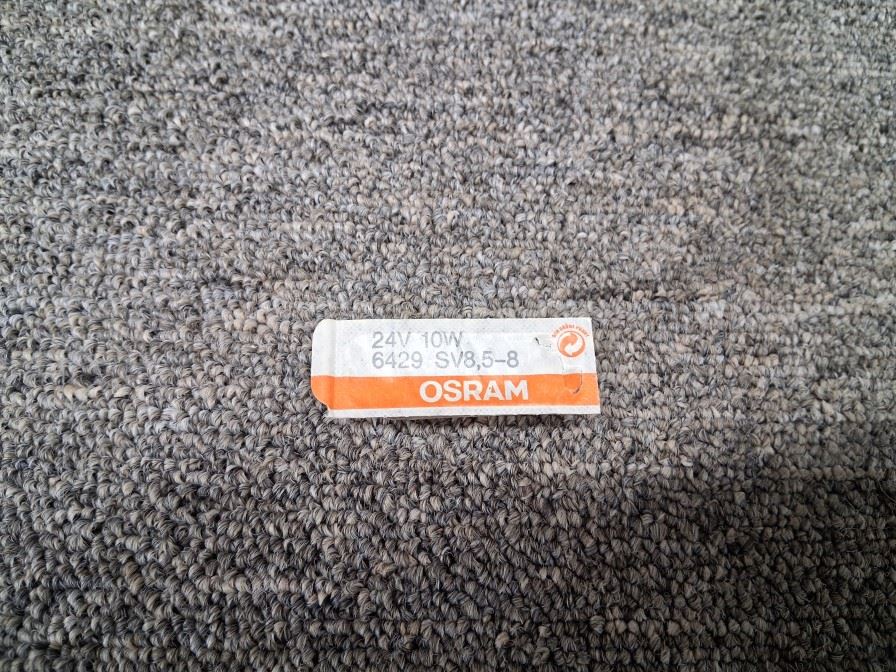 24V 10W
6429 SV8,5-8
OSRAM